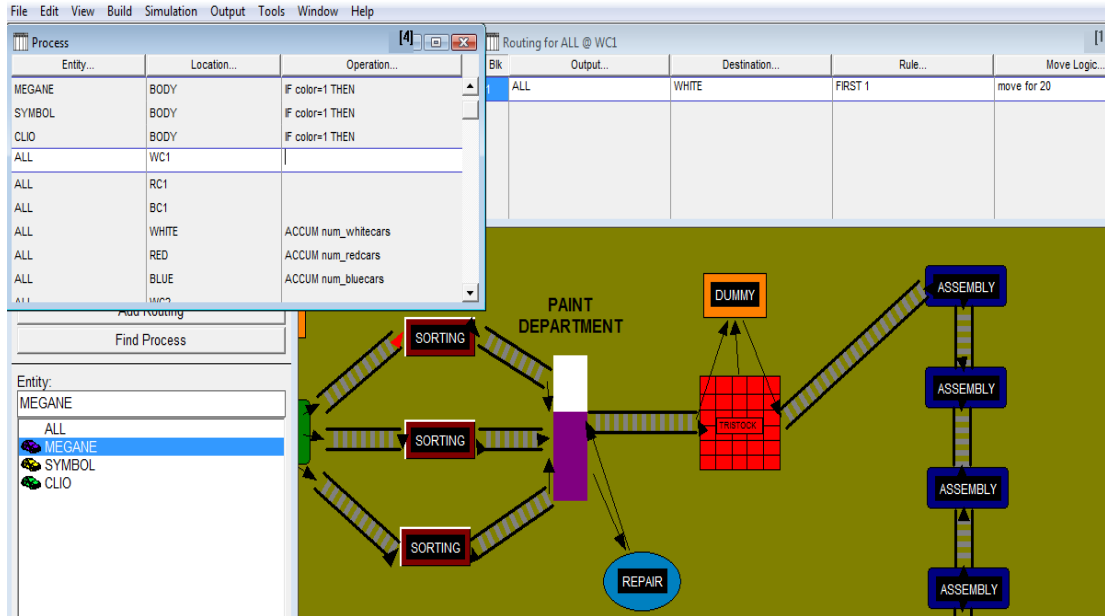 File Edit View Build Simulation Output Tools Window Help
Process [4]
Entity... Location... Operation...
MEGANE BODY IF color=1 THEN
SYMBOL BODY IF color=1 THEN
CLIO BODY IF color=1 THEN
ALL WC1
ALL RC1
ALL BC1
ALL WHITE ACCUM num_whitecars
ALL RED ACCUM num_redcars
ALL BLUE ACCUM num_bluecars
ALL WC2
Routing for ALL @ WC1 [1
Blk Output... Destination... Rule... Move Logic...
1 ALL WHITE FIRST 1 move for 20
Add Routing
Find Process
Entity:
MEGANE
ALL
MEGANE
SYMBOL
CLIO
SORTING
SORTING
SORTING
PAINT
DEPARTMENT
DUMMY
TRISTOCK
REPAIR
ASSEMBLY
ASSEMBLY
ASSEMBLY
ASSEMBLY